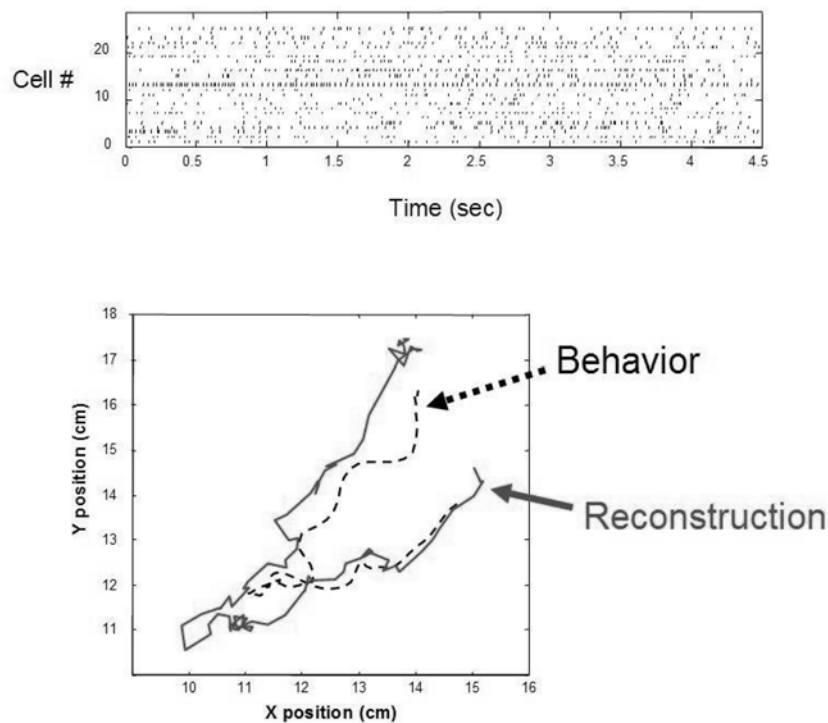 20
Cell #
10
0
0 0.5 1 1.5 2 2.5 3 3.5 4 4.5
Time (sec)
18
17
16
15
14
13
12
11
Y position (cm)
Behavior
Reconstruction
10 11 12 13 14 15 16
X position (cm)